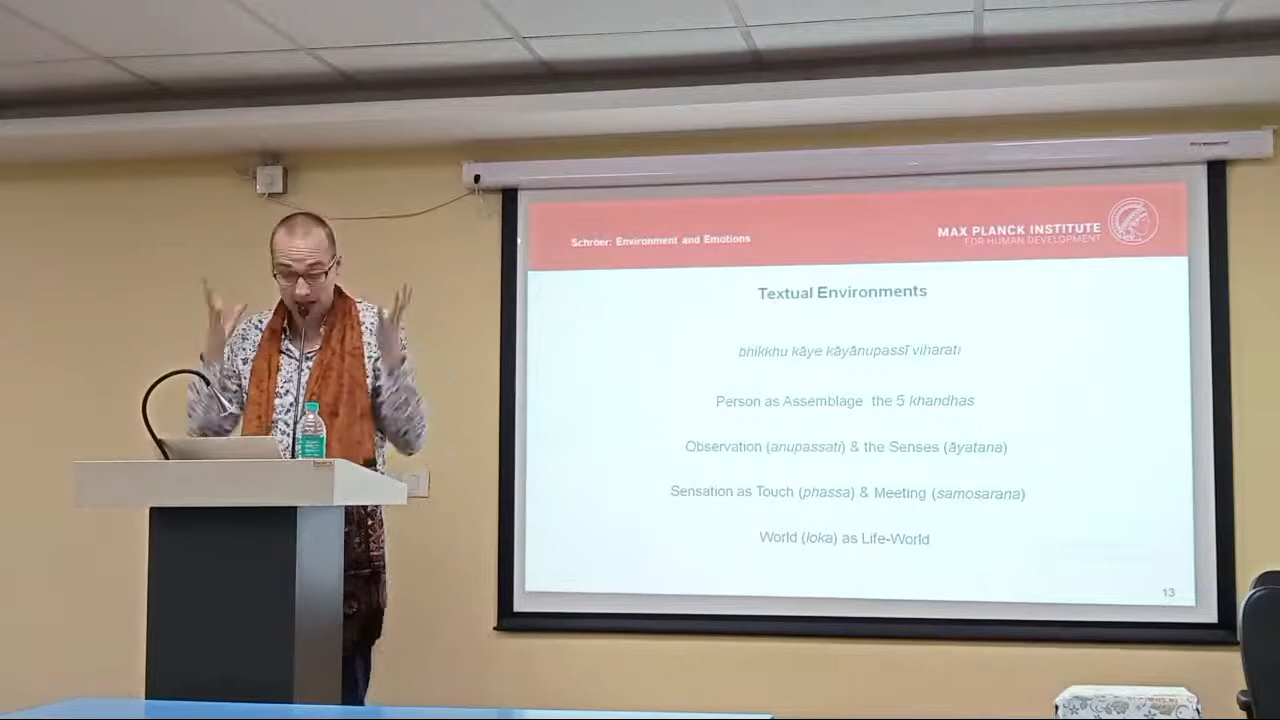 Schröer: Environment and Emotions
MAX PLANCK INSTITUTE
FOR HUMAN DEVELOPMENT
Textual Environments
bhikkhu kāye kāyānupassī viharati
Person as Assemblage the 5 khandhas
Observation (anupassati) & the Senses (āyatana)
Sensation as Touch (phassa) & Meeting (samosarana)
World (loka) as Life-World
13